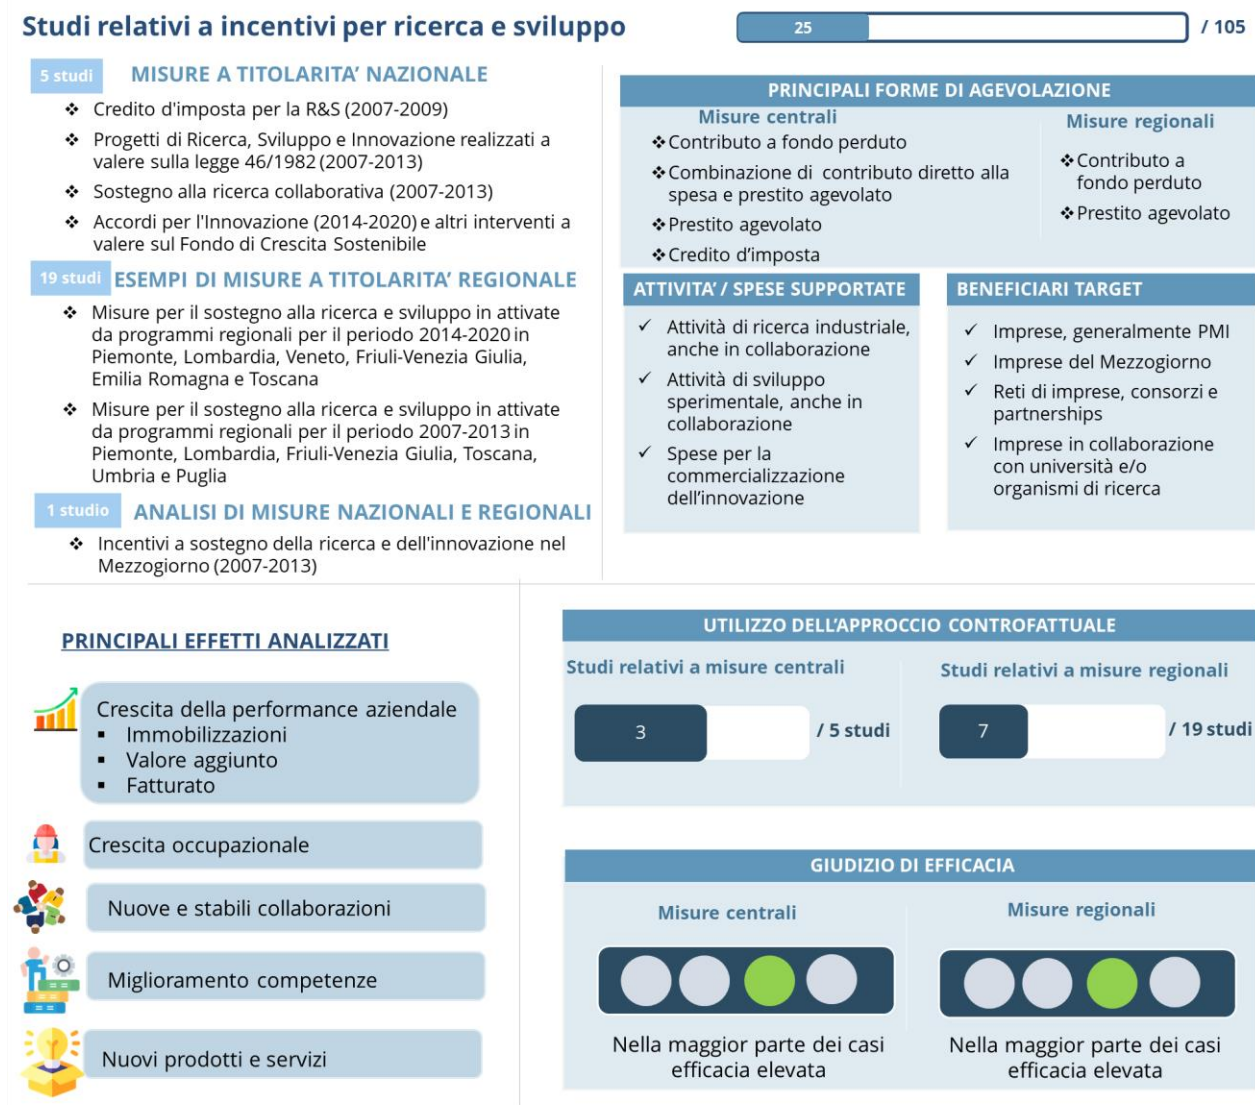 Studi relativi a incentivi per ricerca e sviluppo
25
/ 105
5 studi
MISURE A TITOLARITA’ NAZIONALE
❖ Credito d'imposta per la R&S (2007-2009)
❖ Progetti di Ricerca, Sviluppo e Innovazione realizzati a
valere sulla legge 46/1982 (2007-2013)
❖ Sostegno alla ricerca collaborativa (2007-2013)
❖ Accordi per l'Innovazione (2014-2020) e altri interventi a
valere sul Fondo di Crescita Sostenibile
19 studi
ESEMPI DI MISURE A TITOLARITA’ REGIONALE
❖ Misure per il sostegno alla ricerca e sviluppo in attivate
da programmi regionali per il periodo 2014-2020 in
Piemonte, Lombardia, Veneto, Friuli-Venezia Giulia,
Emilia Romagna e Toscana
❖ Misure per il sostegno alla ricerca e sviluppo in attivate
da programmi regionali per il periodo 2007-2013 in
Piemonte, Lombardia, Friuli-Venezia Giulia, Toscana,
Umbria e Puglia
1 studio
ANALISI DI MISURE NAZIONALI E REGIONALI
❖ Incentivi a sostegno della ricerca e dell'innovazione nel
Mezzogiorno (2007-2013)
PRINCIPALI FORME DI AGEVOLAZIONE
Misure centrali
❖ Contributo a fondo perduto
❖ Combinazione di contributo diretto alla
spesa e prestito agevolato
❖ Prestito agevolato
❖ Credito d’imposta
Misure regionali
❖ Contributo a
fondo perduto
❖ Prestito agevolato
ATTIVITA’ / SPESE SUPPORTATE
✓ Attività di ricerca industriale,
anche in collaborazione
✓ Attività di sviluppo
sperimentale, anche in
collaborazione
✓ Spese per la
commercializzazione
dell’innovazione
BENEFICIARI TARGET
✓ Imprese, generalmente PMI
✓ Imprese del Mezzogiorno
✓ Reti di imprese, consorzi e
partnerships
✓ Imprese in collaborazione
con università e/o
organismi di ricerca
PRINCIPALI EFFETTI ANALIZZATI
Crescita della performance aziendale
▪ Immobilizzazioni
▪ Valore aggiunto
▪ Fatturato
Crescita occupazionale
Nuove e stabili collaborazioni
Miglioramento competenze
Nuovi prodotti e servizi
UTILIZZO DELL’APPROCCIO CONTROFATTUALE
Studi relativi a misure centrali
3
/ 5 studi
Studi relativi a misure regionali
7
/ 19 studi
GIUDIZIO DI EFFICACIA
Misure centrali
Nella maggior parte dei casi
efficacia elevata
Misure regionali
Nella maggior parte dei casi
efficacia elevata